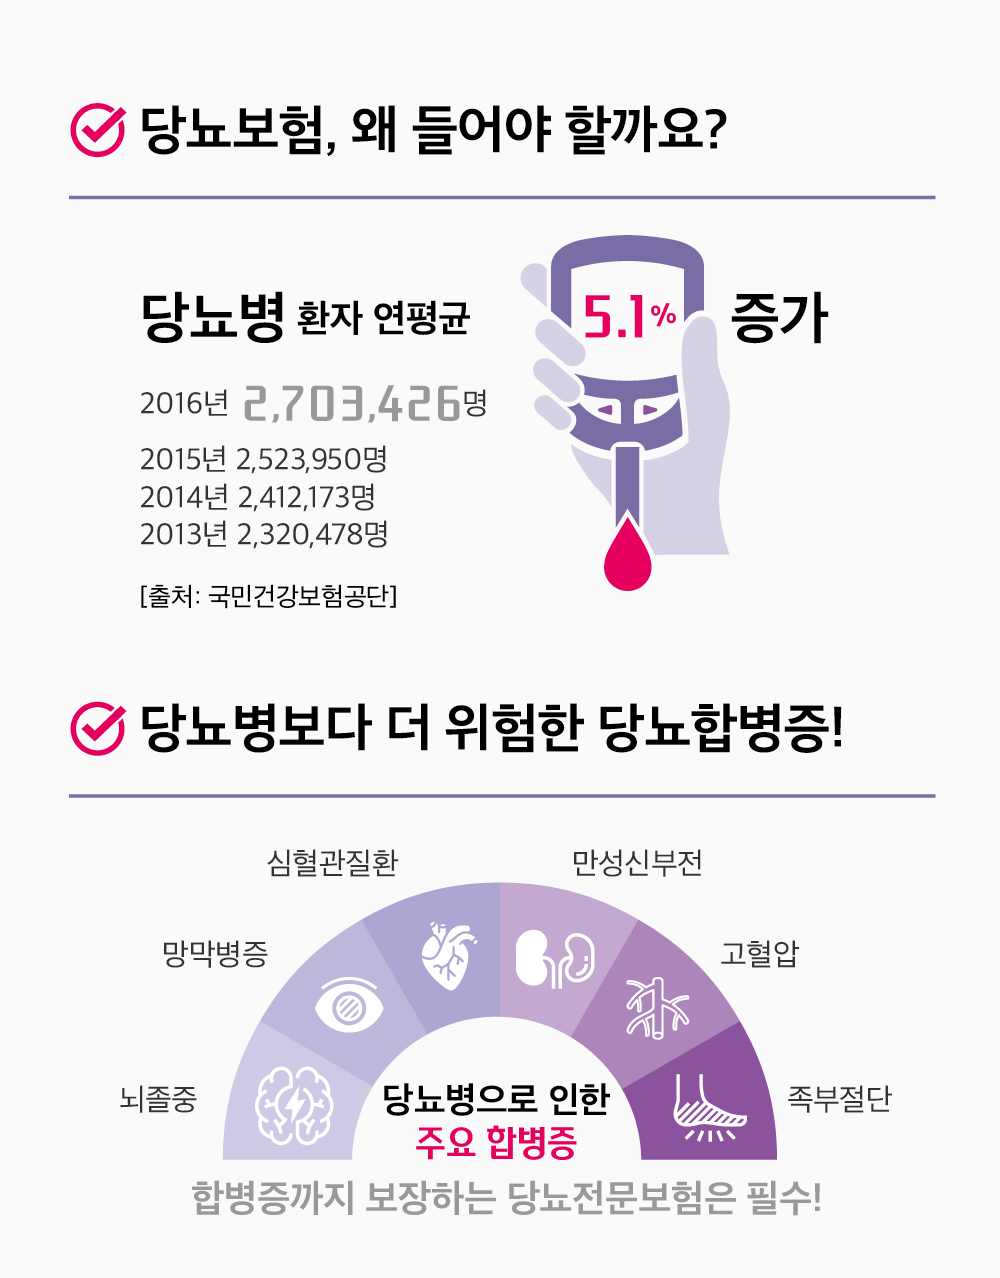 당뇨보험, 왜 들어야 할까요?
당뇨병 환자 연평균 5.1% 증가
2016년 2,703,426명
2015년 2,523,950명
2014년 2,412,173명
2013년 2,320,478명
[출처: 국민건강보험공단]
당뇨병보다 더 위험한 당뇨합병증!
심혈관질환
만성신부전
망막병증
고혈압
뇌졸중
족부절단
당뇨병으로 인한
주요 합병증
합병증까지 보장하는 당뇨전문보험은 필수!